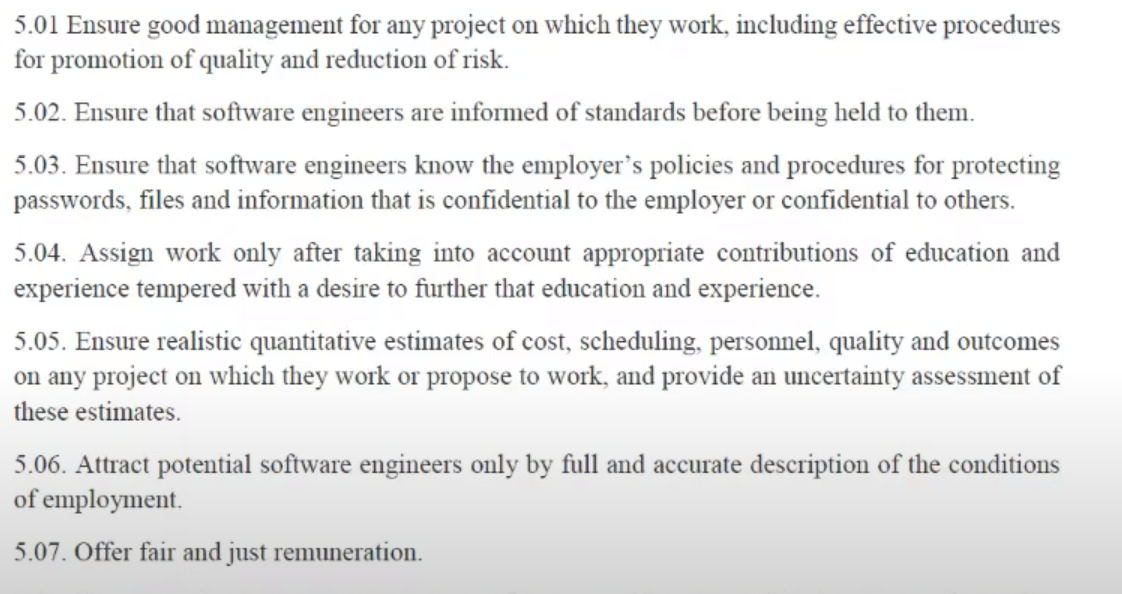 5.01 Ensure good management for any project on which they work, including effective procedures
for promotion of quality and reduction of risk.
5.02. Ensure that software engineers are informed of standards before being held to them.
5.03. Ensure that software engineers know the employer’s policies and procedures for protecting
passwords, files and information that is confidential to the employer or confidential to others.
5.04. Assign work only after taking into account appropriate contributions of education and
experience tempered with a desire to further that education and experience.
5.05. Ensure realistic quantitative estimates of cost, scheduling, personnel, quality and outcomes
on any project on which they work or propose to work, and provide an uncertainty assessment of
these estimates.
5.06. Attract potential software engineers only by full and accurate description of the conditions
of employment.
5.07. Offer fair and just remuneration.